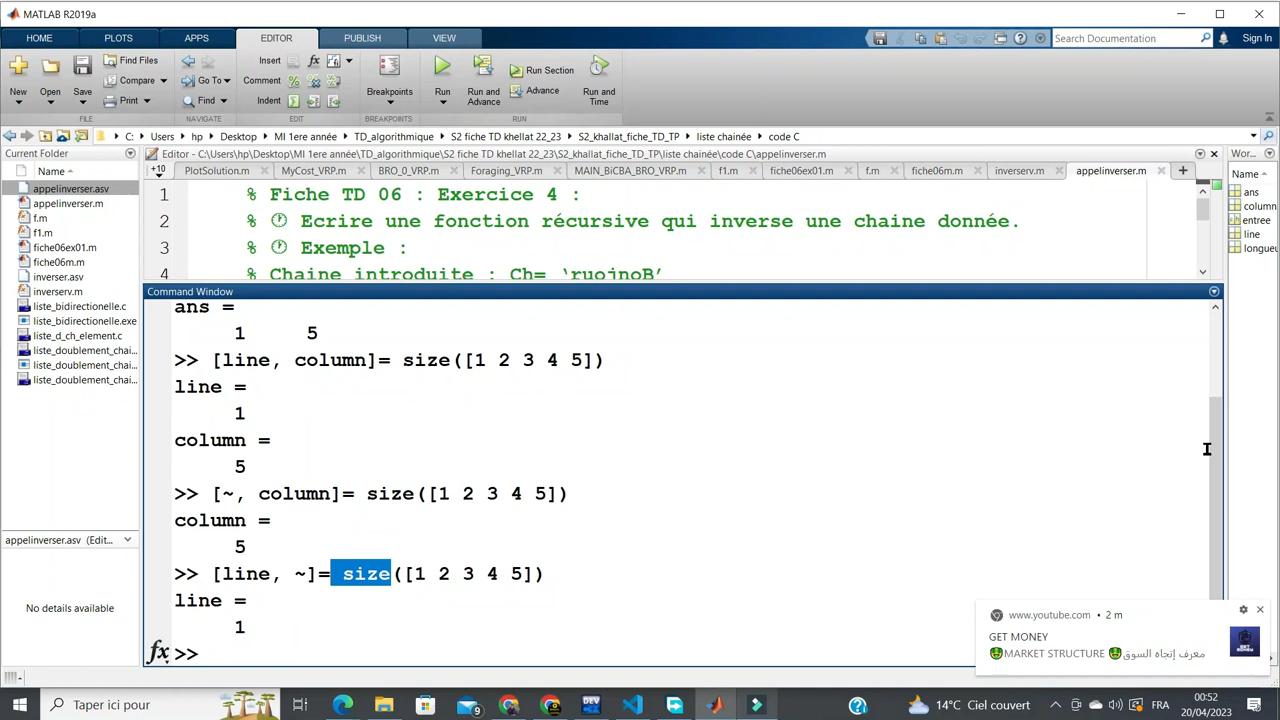 MATLAB R2019a
HOME PLOTS APPS EDITOR PUBLISH VIEW Search Documentation Sign In
New Open Save Find Files Compare Print Go To Find Insert Comment Indent Breakpoints Run Run and Advance Run Section Advance Run and Time
FILE NAVIGATE EDIT BREAKPOINTS RUN
C: Users hp Desktop MI 1ere année TD_algorithmique S2 fiche TD khellat 22_23 S2_khallat_fiche_TD_TP liste chainée code C
Current Folder
Editor - C:\Users\hp\Desktop\MI 1ere année\TD_algorithmique\S2 fiche TD khellat 22_23\S2_khallat_fiche_TD_TP\liste chainée\code C\appelinverser.m
Wor...
+10 PlotSolution.m MyCost_VRP.m BRO_0_VRP.m Foraging_VRP.m MAIN_BiCBA_BRO_VRP.m f1.m fiche06ex01.m f.m fiche06m.m inverserv.m appelinverser.m
Name
appelinverser.asv
appelinverser.m
f.m
f1.m
fiche06ex01.m
fiche06m.m
inverser.asv
inverserv.m
liste_bidirectionelle.c
liste_bidirectionelle.exe
liste_d_ch_element.c
liste_doublement_chai...
liste_doublement_chai...
liste_doublement_chai...
appelinverser.asv (Edit...
No details available
1 % Fiche TD 06 : Exercice 4 :
2 % 🕐 Ecrire une fonction récursive qui inverse une chaine donnée.
3 % 🕐 Exemple :
4 % Chaine introduite : Ch= ‘ruojnoB’
Command Window
ans =
1 5
>> [line, column]= size([1 2 3 4 5])
line =
1
column =
5
>> [~, column]= size([1 2 3 4 5])
column =
5
>> [line, ~]= size([1 2 3 4 5])
line =
1
fx >>
Name
ans
column
entree
line
longueu
www.youtube.com • 2 m
GET MONEY
🤑MARKET STRUCTURE 🤑معرف إتجاه السوق
Taper ici pour
14°C Ciel couvert
FRA
00:52
20/04/2023